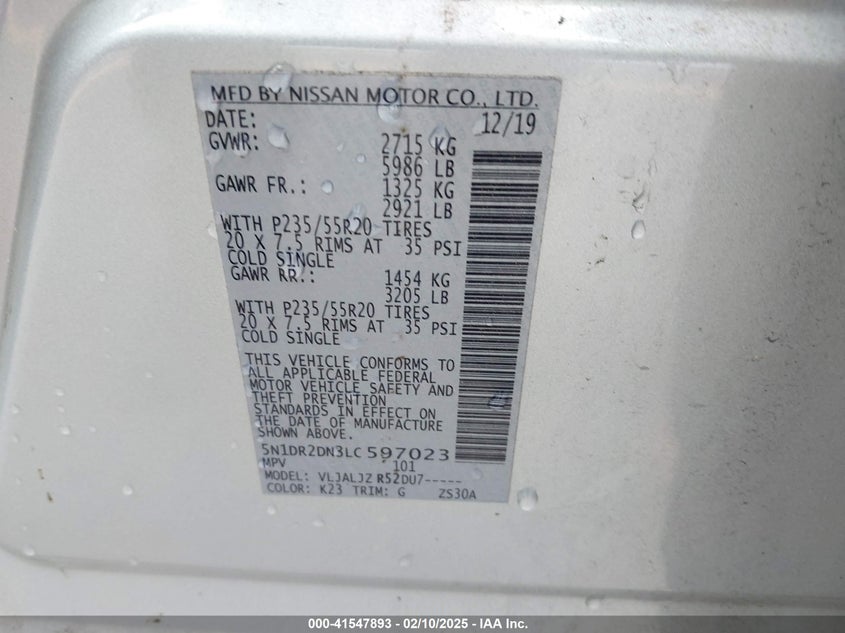 MFD BY NISSAN MOTOR CO., LTD.
DATE: 12/19
GVWR: 2715 KG
5986 LB
GAWR FR.: 1325 KG
2921 LB
WITH P235/55R20 TIRES
20 X 7.5 RIMS AT 35 PSI
COLD SINGLE
GAWR RR.: 1454 KG
3205 LB
WITH P235/55R20 TIRES
20 X 7.5 RIMS AT 35 PSI
COLD SINGLE
THIS VEHICLE CONFORMS TO
ALL APPLICABLE FEDERAL
MOTOR VEHICLE SAFETY AND
THEFT PREVENTION
STANDARDS IN EFFECT ON
THE DATE OF MANUFACTURE
SHOWN ABOVE.
5N1DR2DN3LC597023
MPV 101
MODEL: VLJALJZ R52DU7-----
COLOR: K23 TRIM: G ZS30A
000-41547893 - 02/10/2025 - IAA Inc.